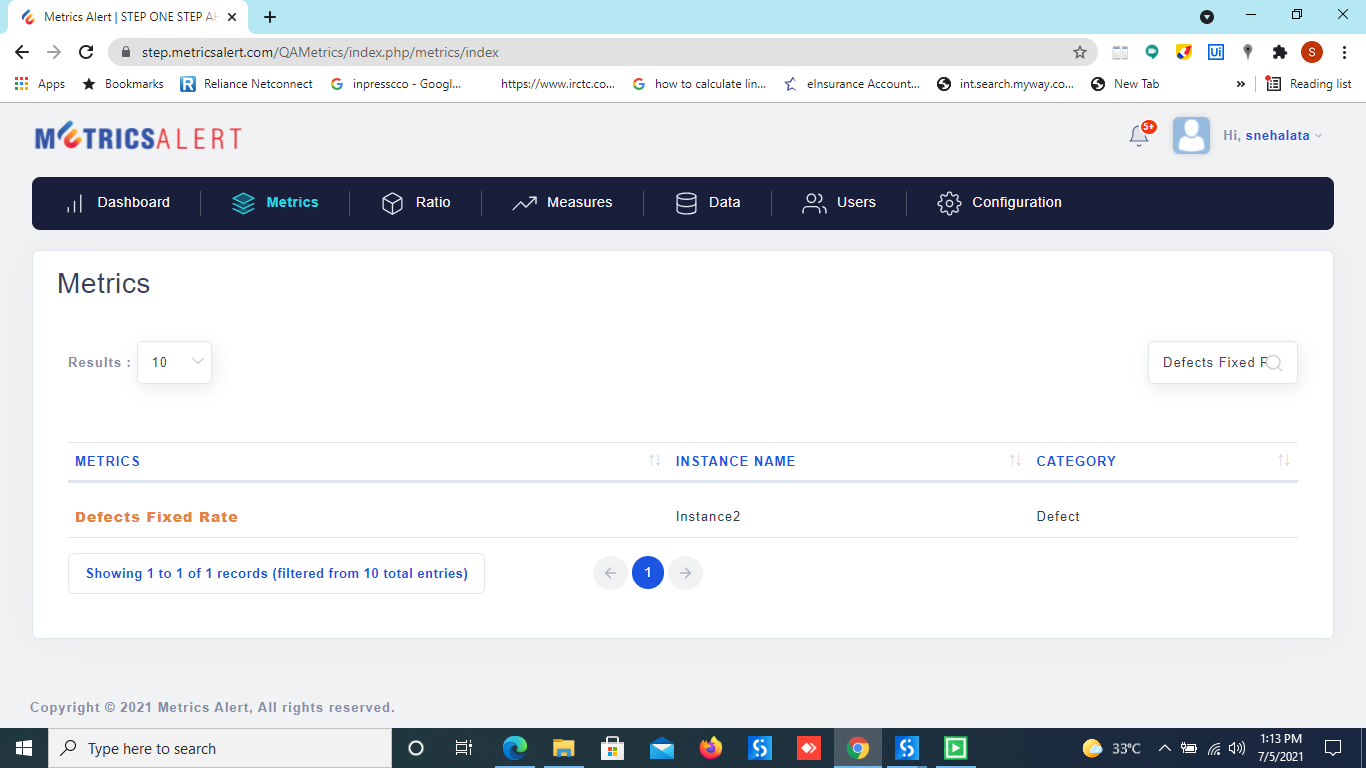 Metrics Alert | STEP ONE STEP AH
step.metricsalert.com/QAMetrics/index.php/metrics/index
S
Apps Bookmarks Reliance Netconnect inpresscco - Googl... https://www.irctc.co... how to calculate lin... eInsurance Account... int.search.myway.co... New Tab » Reading list
METRICSALERT
5+
Hi, snehalata
Dashboard Metrics Ratio Measures Data Users Configuration
Metrics
Results : 10
Defects Fixed R
METRICS INSTANCE NAME CATEGORY
Defects Fixed Rate Instance2 Defect
Showing 1 to 1 of 1 records (filtered from 10 total entries) 1
Copyright © 2021 Metrics Alert, All rights reserved.
Type here to search
33°C
1:13 PM
7/5/2021